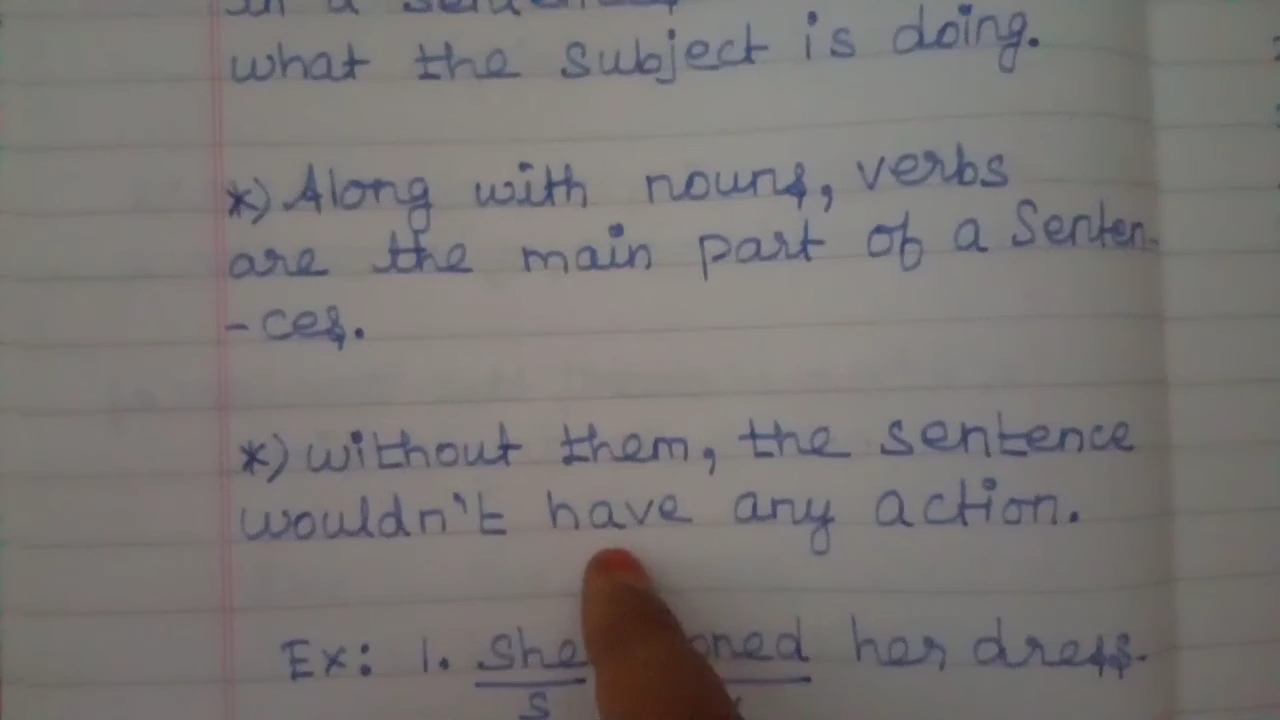 in a
what the subject is doing.
*) Along with nouns, verbs
are the main part of a Senten-
-ces.
*) without them, the sentence
wouldn't have any action.
Ex: 1. She her dress.
s